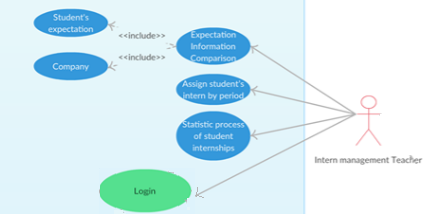 Student's
expectation
<<include>>
Expectation
Information
Comparison
<<include>>
Company
Assign student's
intern by period
Statistic process
of student
internships
Intern management Teacher
Login